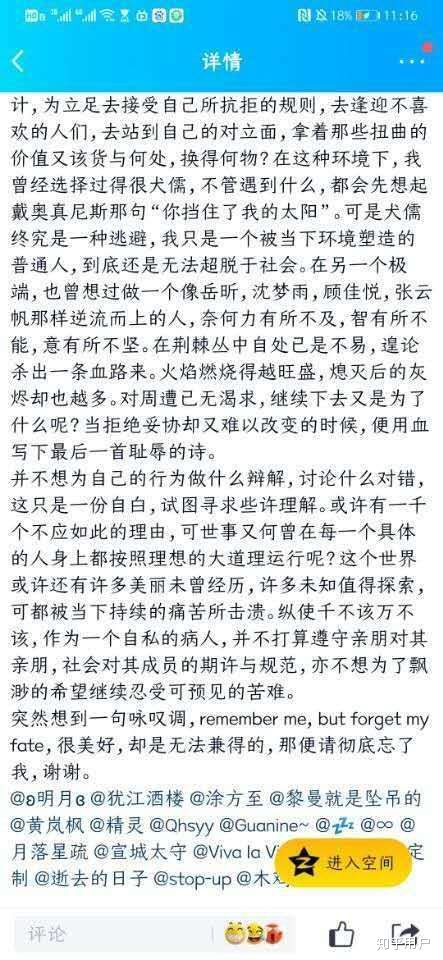 18% 11:16
详情
计，为立足去接受自己所抗拒的规则，去逢迎不喜
欢的人们，去站到自己的对立面，拿着那些扭曲的
价值又该货与何处，换得何物？在这种环境下，我
曾经选择过得很犬儒，不管遇到什么，都会先想起
戴奥真尼斯那句“你挡住了我的太阳”。可是犬儒
终究是一种逃避，我只是一个被当下环境塑造的
普通人，到底还是无法超脱于社会。在另一个极
端，也曾想过做一个像岳昕，沈梦雨，顾佳悦，张云
帆那样逆流而上的人，奈何力有所不及，智有所不
能，意有所不坚。在荆棘丛中自处已是不易，遑论
杀出一条血路来。火焰燃烧得越旺盛，熄灭后的灰
烬却也越多。对周遭已无渴求，继续下去又是为了
什么呢？当拒绝妥协却又难以改变的时候，便用血
写下最后一首耻辱的诗。
并不想为自己的行为做什么辩解，讨论什么对错，
这只是一份自白，试图寻求些许理解。或许有一千
个不应如此的理由，可世事又何曾在每一个具体
的人身上都按照理想的大道理运行呢？这个世界
或许还有许多美丽未曾经历，许多未知值得探索，
可都被当下持续的痛苦所击溃。纵使千不该万不
该，作为一个自私的病人，并不打算遵守亲朋对其
亲朋，社会对其成员的期许与规范，亦不想为了飘
渺的希望继续忍受可预见的苦难。
突然想到一句咏叹调，remember me, but forget my
fate，很美好，却是无法兼得的，那便请彻底忘了
我，谢谢。
@ʚ明月ɞ @犹江酒楼 @涂方至 @黎曼就是坠吊的
@黄岚枫 @精灵 @Qhsyy @Guanine~ @💤 @∞ @
月落星疏 @宣城太守 @Viva la Vi 定
制 @逝去的日子 @stop-up @木
进入空间
评论
知乎用户